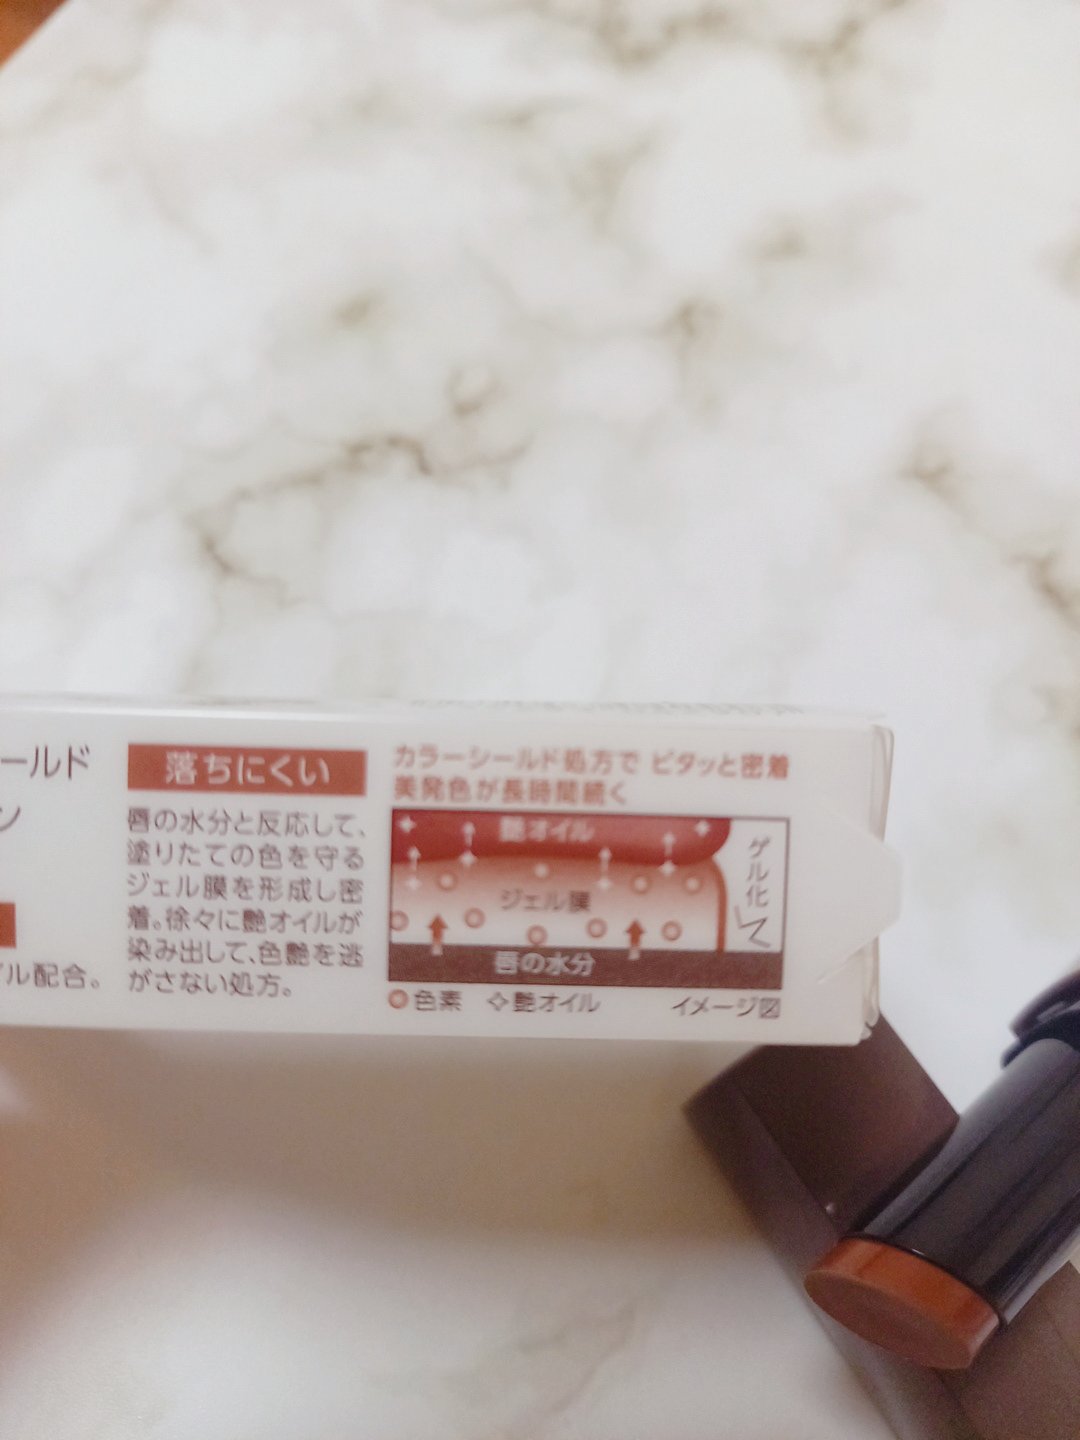 ールド
ン
ル配合。
落ちにくい
唇の水分と反応して、
塗りたての色を守る
ジェル膜を形成し密
着。徐々に艶オイルが
染み出して、色艶を逃
がさない処方。
カラーシールド処方で ピタッと密着
美発色が長時間続く
艶オイル
ジェル膜
唇の水分
ゲル化
色素 艶オイル イメージ図